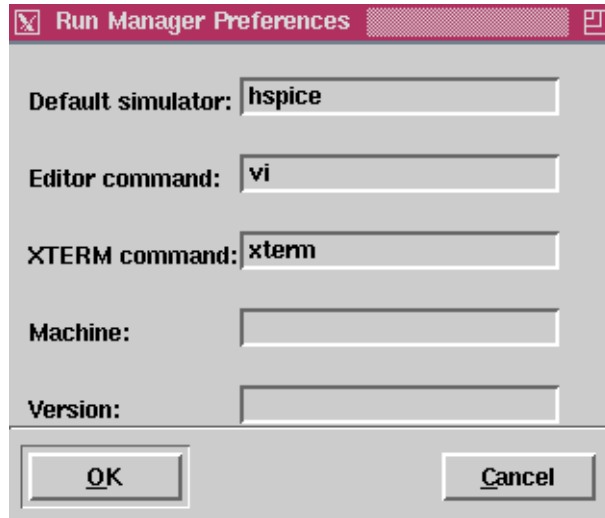 Run Manager Preferences
Default simulator: hspice
Editor command: vi
XTERM command: xterm
Machine:
Version:
OK Cancel